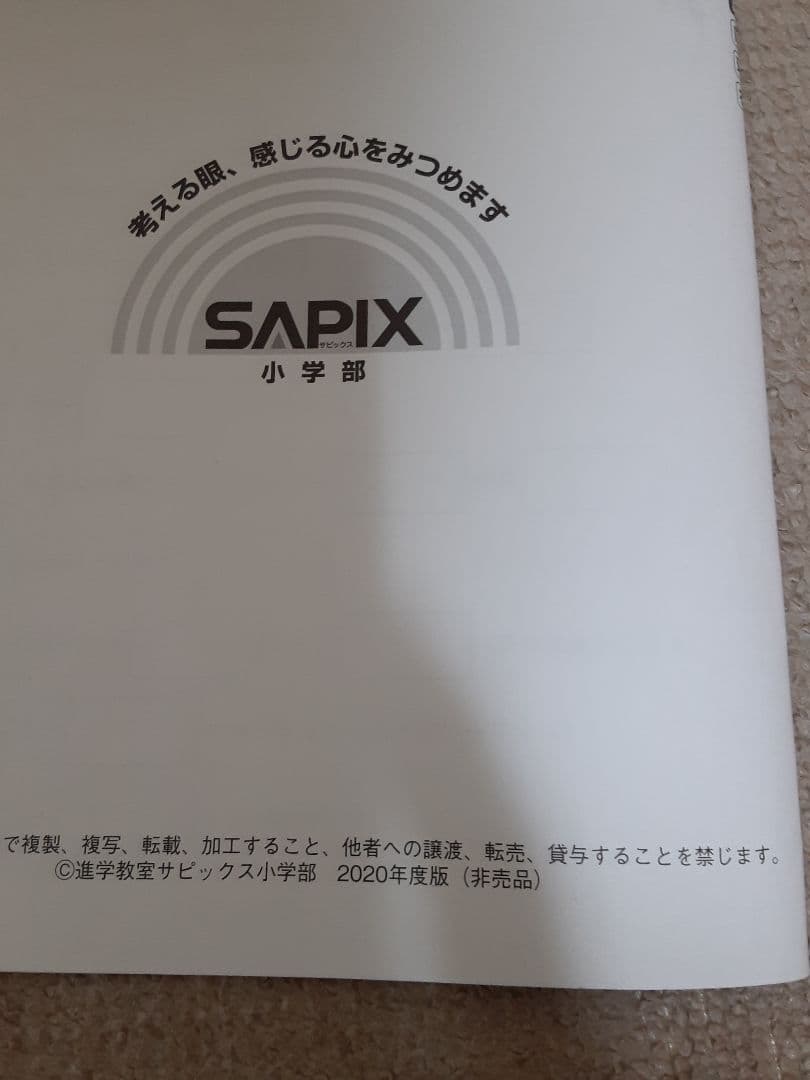 考える眼、感じる心をみつめます
SAPIX
サピックス
小学部
で複製、複写、転載、加工すること、他者への譲渡、転売、貸与することを禁じます。
©進学教室サピックス小学部　2020年度版（非売品）